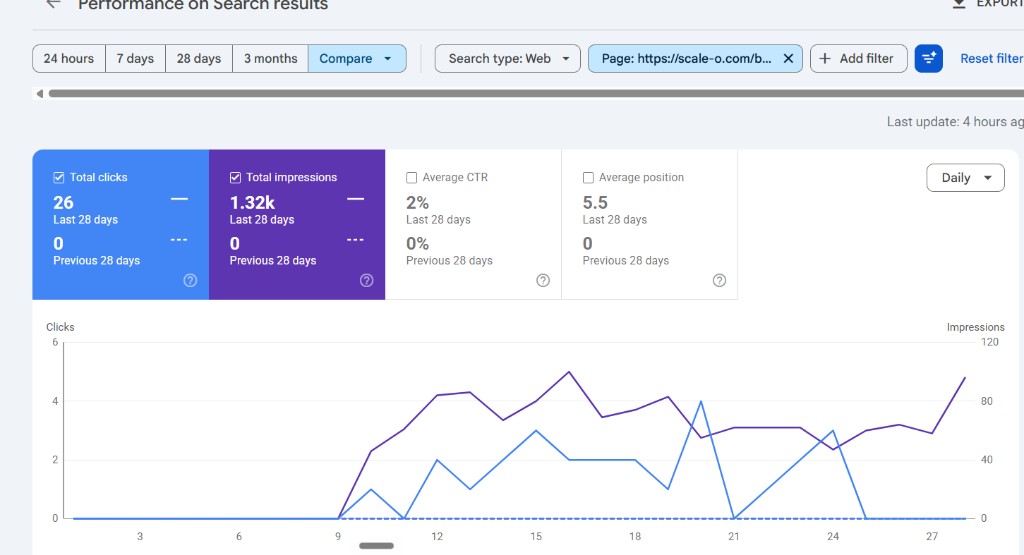 Performance on Search results
EXPORT
24 hours 7 days 28 days 3 months Compare Search type: Web Page: https://scale-o.com/b... Add filter Reset filter
Last update: 4 hours ag
Total clicks
26
Last 28 days
0
Previous 28 days
Total impressions
1.32k
Last 28 days
0
Previous 28 days
Average CTR
2%
Last 28 days
0%
Previous 28 days
Average position
5.5
Last 28 days
0
Previous 28 days
Daily
Clicks Impressions
6 120
4 80
2 40
0 0
3 6 9 12 15 18 21 24 27